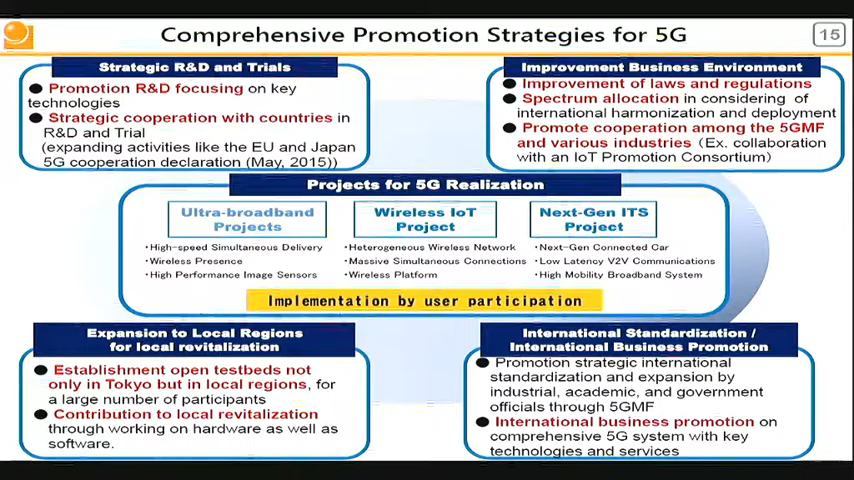 Comprehensive Promotion Strategies for 5G
15
Strategic R&D and Trials
● Promotion R&D focusing on key
technologies
● Strategic cooperation with countries in
R&D and Trial
(expanding activities like the EU and Japan
5G cooperation declaration (May, 2015))
Improvement Business Environment
● Improvement of laws and regulations
● Spectrum allocation in considering of
international harmonization and deployment
● Promote cooperation among the 5GMF
and various industries (Ex. collaboration
with an IoT Promotion Consortium)
Projects for 5G Realization
Ultra-broadband
Projects
・High-speed Simultaneous Delivery
・Wireless Presence
・High Performance Image Sensors
Wireless IoT
Project
・Heterogeneous Wireless Network
・Massive Simultaneous Connections
・Wireless Platform
Next-Gen ITS
Project
・Next-Gen Connected Car
・Low Latency V2V Communications
・High Mobility Broadband System
Implementation by user participation
Expansion to Local Regions
for local revitalization
● Establishment open testbeds not
only in Tokyo but in local regions, for
a large number of participants
● Contribution to local revitalization
through working on hardware as well as
software.
International Standardization /
International Business Promotion
● Promotion strategic international
standardization and expansion by
industrial, academic, and government
officials through 5GMF
● International business promotion on
comprehensive 5G system with key
technologies and services